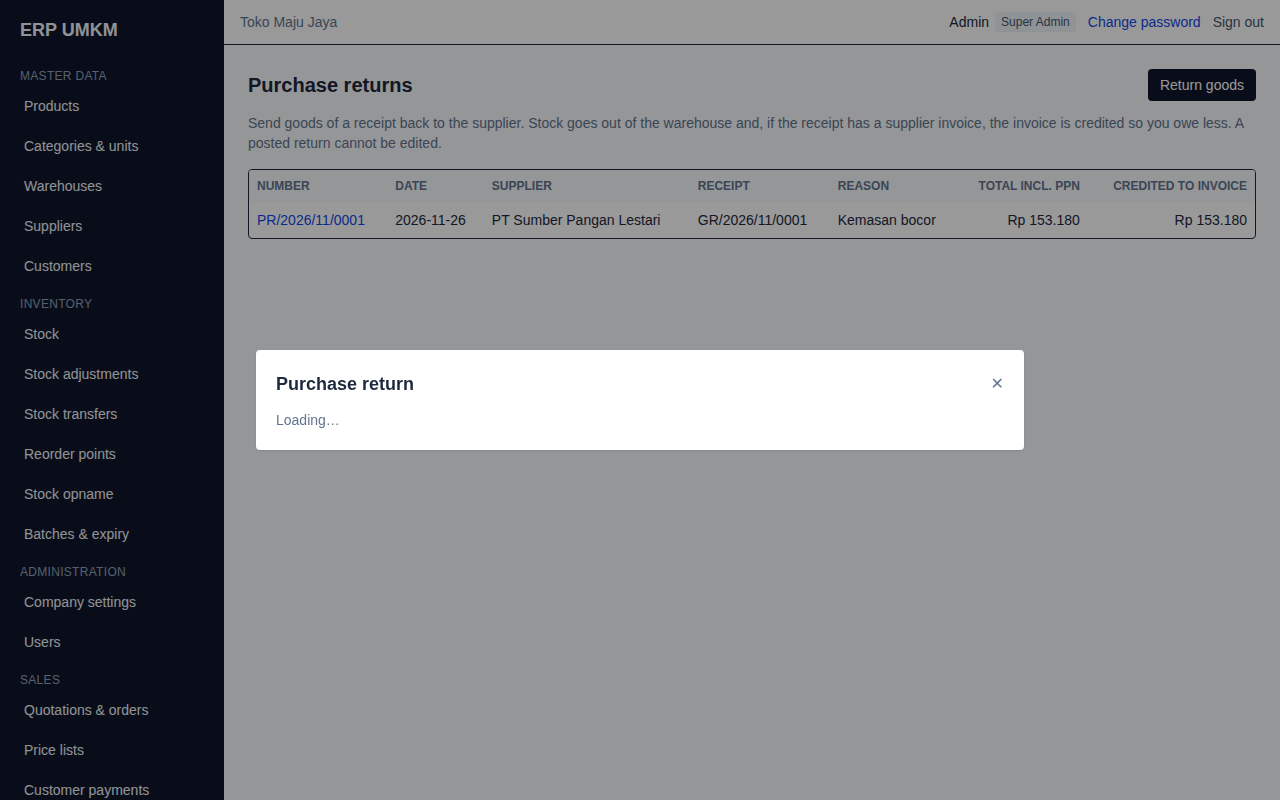 ERP UMKM
MASTER DATA
Products
Categories & units
Warehouses
Suppliers
Customers
INVENTORY
Stock
Stock adjustments
Stock transfers
Reorder points
Stock opname
Batches & expiry
ADMINISTRATION
Company settings
Users
SALES
Quotations & orders
Price lists
Customer payments
Toko Maju Jaya
Admin Super Admin Change password Sign out
Purchase returns
Return goods
Send goods of a receipt back to the supplier. Stock goes out of the warehouse and, if the receipt has a supplier invoice, the invoice is credited so you owe less. A
posted return cannot be edited.
NUMBER DATE SUPPLIER RECEIPT REASON TOTAL INCL. PPN CREDITED TO INVOICE
PR/2026/11/0001 2026-11-26 PT Sumber Pangan Lestari GR/2026/11/0001 Kemasan bocor Rp 153.180 Rp 153.180
Purchase return ✕
Loading…